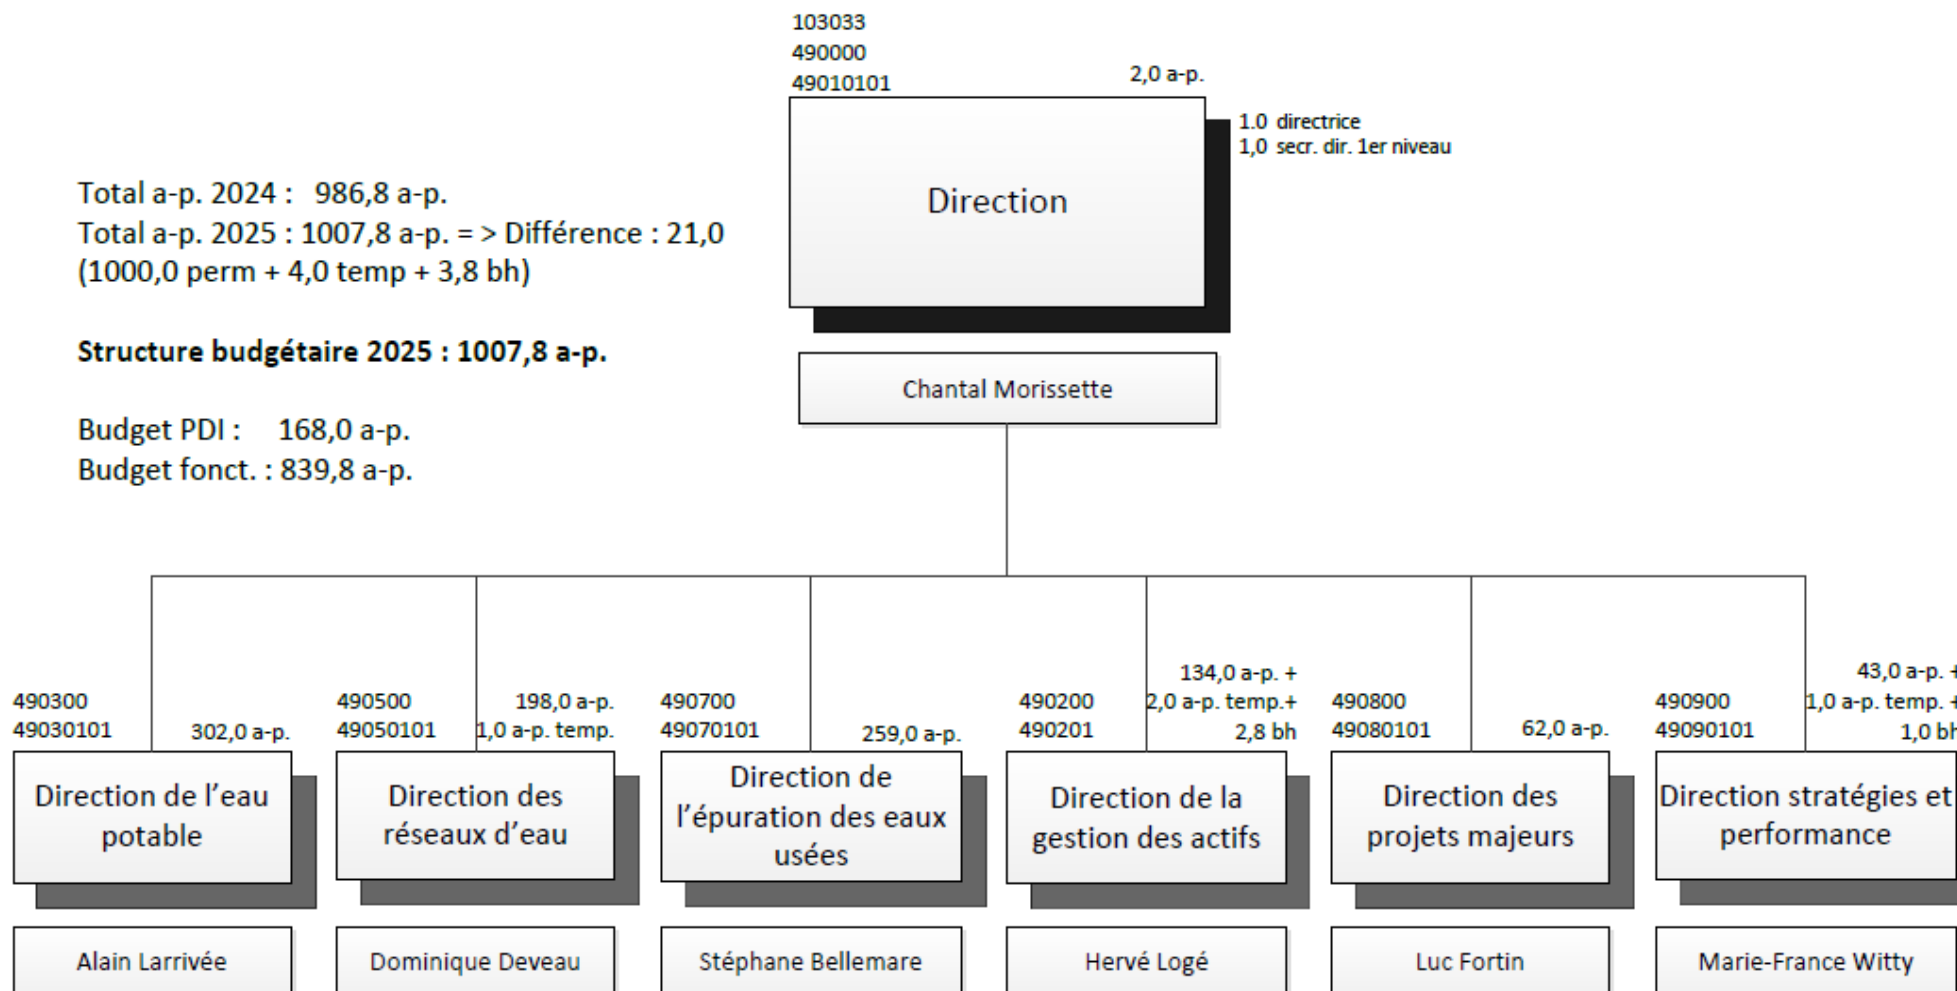 103033
490000
49010101
2,0 a-p.
1.0 directrice
1,0 secr. dir. 1er niveau
Direction
Chantal Morissette
Total a-p. 2024 : 986,8 a-p.
Total a-p. 2025 : 1007,8 a-p. = > Différence : 21,0
(1000,0 perm + 4,0 temp + 3,8 bh)
Structure budgétaire 2025 : 1007,8 a-p.
Budget PDI : 168,0 a-p.
Budget fonct. : 839,8 a-p.
490300
49030101
302,0 a-p.
Direction de l’eau
potable
Alain Larrivée
490500
49050101
198,0 a-p.
1,0 a-p. temp.
Direction des
réseaux d’eau
Dominique Deveau
490700
49070101
259,0 a-p.
Direction de
l’épuration des eaux
usées
Stéphane Bellemare
490200
490201
134,0 a-p. +
2,0 a-p. temp.+
2,8 bh
Direction de la
gestion des actifs
Hervé Logé
490800
49080101
62,0 a-p.
Direction des
projets majeurs
Luc Fortin
490900
49090101
43,0 a-p. +
1,0 a-p. temp. +
1,0 bh
Direction stratégies et
performance
Marie-France Witty